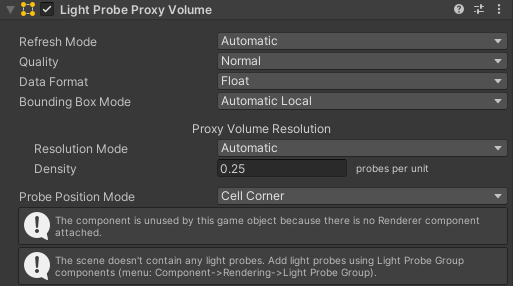 Light Probe Proxy Volume
Refresh Mode Automatic
Quality Normal
Data Format Float
Bounding Box Mode Automatic Local
Proxy Volume Resolution
Resolution Mode Automatic
Density 0.25 probes per unit
Probe Position Mode Cell Corner
The component is unused by this game object because there is no Renderer component
attached.
The scene doesn't contain any light probes. Add light probes using Light Probe Group
components (menu: Component->Rendering->Light Probe Group).